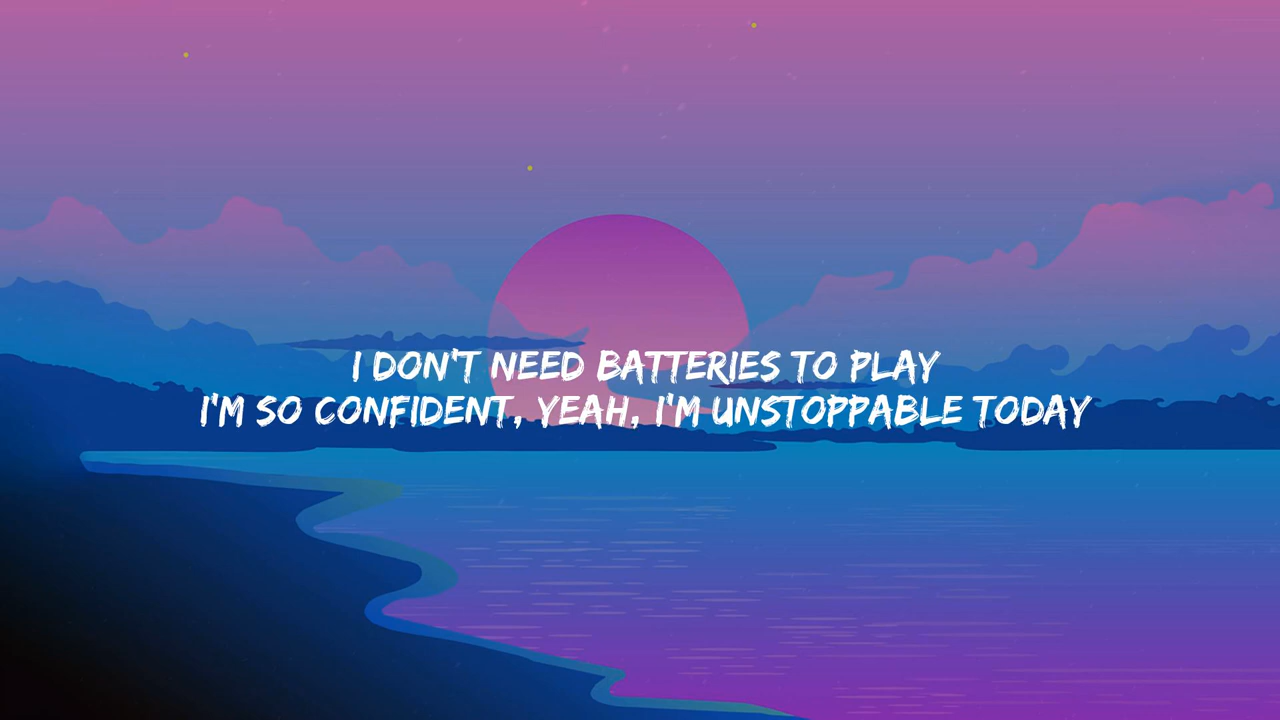 I DON'T NEED BATTERIES TO PLAY
I'M SO CONFIDENT, YEAH, I'M UNSTOPPABLE TODAY